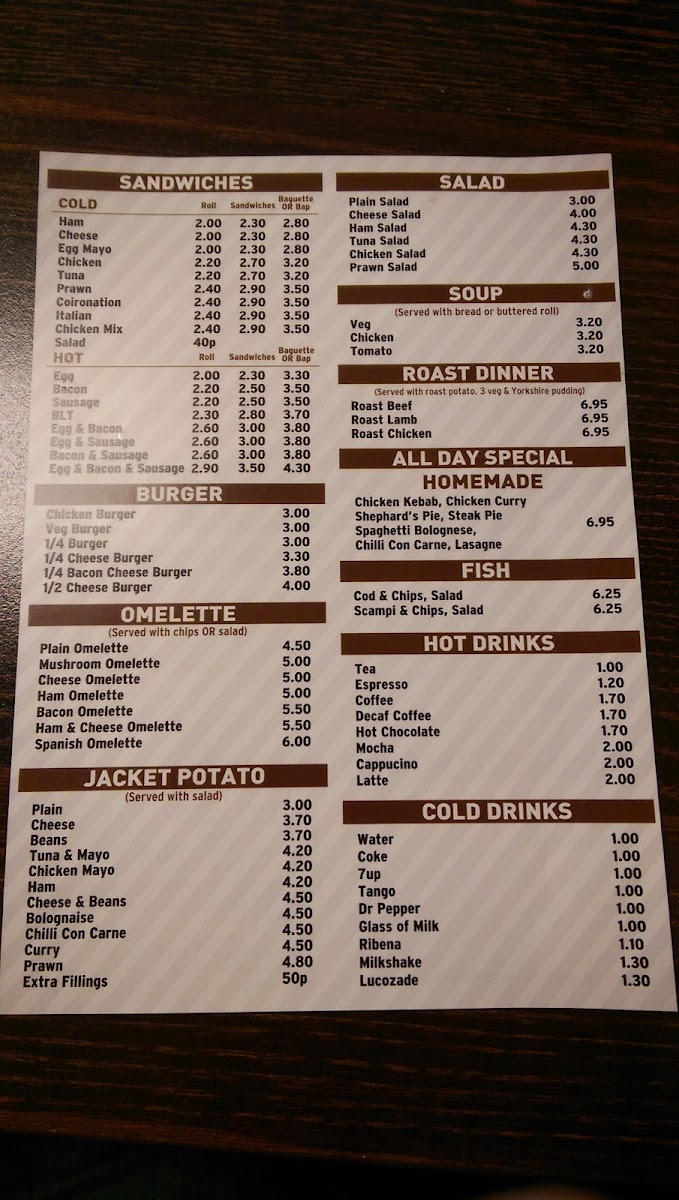 SANDWICHES
COLD Roll Sandwiches Baguette OR Bap
Ham 2.00 2.30 2.80
Cheese 2.00 2.30 2.80
Egg Mayo 2.00 2.30 2.80
Chicken 2.20 2.70 3.20
Tuna 2.20 2.70 3.20
Prawn 2.40 2.90 3.50
Coironation 2.40 2.90 3.50
Italian 2.40 2.90 3.50
Chicken Mix 2.40 2.90 3.50
Salad 40p
HOT Roll Sandwiches Baguette OR Bap
Egg 2.00 2.30 3.30
Bacon 2.20 2.50 3.50
Sausage 2.20 2.50 3.50
BLT 2.30 2.80 3.70
Egg & Bacon 2.60 3.00 3.80
Egg & Sausage 2.60 3.00 3.80
Bacon & Sausage 2.60 3.00 3.80
Egg & Bacon & Sausage 2.90 3.50 4.30
BURGER
Chicken Burger 3.00
Veg Burger 3.00
1/4 Burger 3.00
1/4 Cheese Burger 3.30
1/4 Bacon Cheese Burger 3.80
1/2 Cheese Burger 4.00
OMELETTE
(Served with chips OR salad)
Plain Omelette 4.50
Mushroom Omelette 5.00
Cheese Omelette 5.00
Ham Omelette 5.00
Bacon Omelette 5.50
Ham & Cheese Omelette 5.50
Spanish Omelette 6.00
JACKET POTATO
(Served with salad)
Plain 3.00
Cheese 3.70
Beans 3.70
Tuna & Mayo 4.20
Chicken Mayo 4.20
Ham 4.20
Cheese & Beans 4.50
Bolognaise 4.50
Chilli Con Carne 4.50
Curry 4.50
Prawn 4.80
Extra Fillings 50p
SALAD
Plain Salad 3.00
Cheese Salad 4.00
Ham Salad 4.30
Tuna Salad 4.30
Chicken Salad 4.30
Prawn Salad 5.00
SOUP
(Served with bread or buttered roll)
Veg 3.20
Chicken 3.20
Tomato 3.20
ROAST DINNER
(Served with roast potato, 3 veg & Yorkshire pudding)
Roast Beef 6.95
Roast Lamb 6.95
Roast Chicken 6.95
ALL DAY SPECIAL
HOMEMADE
Chicken Kebab, Chicken Curry
Shephard's Pie, Steak Pie
Spaghetti Bolognese, 6.95
Chilli Con Carne, Lasagne
FISH
Cod & Chips, Salad 6.25
Scampi & Chips, Salad 6.25
HOT DRINKS
Tea 1.00
Espresso 1.20
Coffee 1.70
Decaf Coffee 1.70
Hot Chocolate 1.70
Mocha 2.00
Cappucino 2.00
Latte 2.00
COLD DRINKS
Water 1.00
Coke 1.00
7up 1.00
Tango 1.00
Dr Pepper 1.00
Glass of Milk 1.00
Ribena 1.10
Milkshake 1.30
Lucozade 1.30